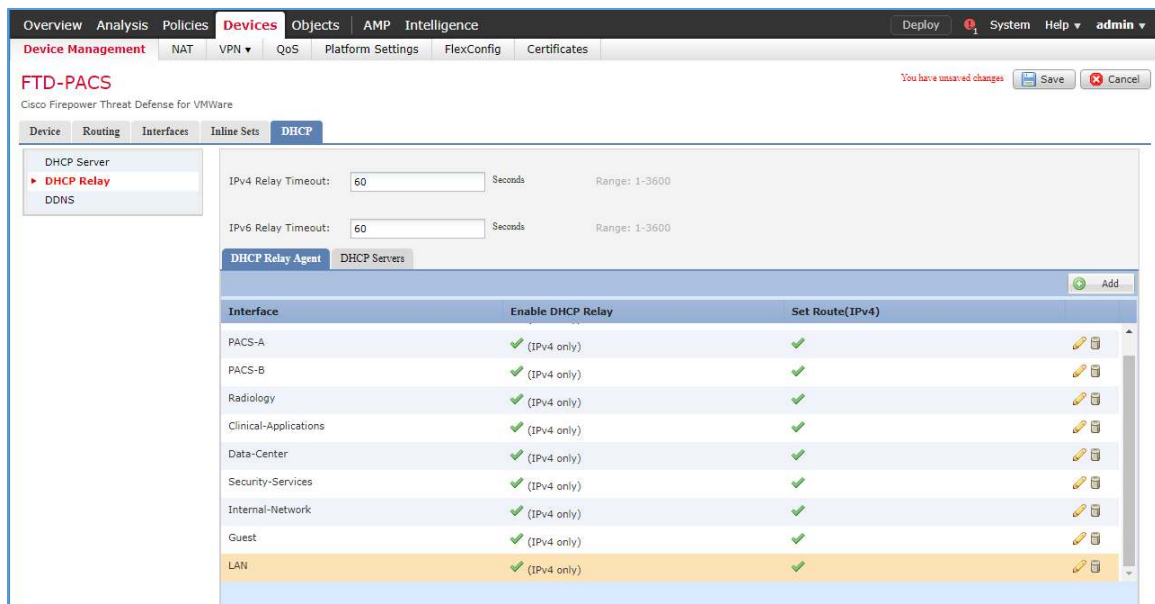 Overview Analysis Policies Devices Objects AMP Intelligence Deploy 1 System Help admin
Device Management NAT VPN QoS Platform Settings FlexConfig Certificates
FTD-PACS
You have unsaved changes Save Cancel
Cisco Firepower Threat Defense for VMWare
Device Routing Interfaces Inline Sets DHCP
DHCP Server
DHCP Relay
DDNS
IPv4 Relay Timeout: 60 Seconds Range: 1-3600
IPv6 Relay Timeout: 60 Seconds Range: 1-3600
DHCP Relay Agent DHCP Servers
Add
Interface Enable DHCP Relay Set Route(IPv4)
PACS-A (IPv4 only)
PACS-B (IPv4 only)
Radiology (IPv4 only)
Clinical-Applications (IPv4 only)
Data-Center (IPv4 only)
Security-Services (IPv4 only)
Internal-Network (IPv4 only)
Guest (IPv4 only)
LAN (IPv4 only)